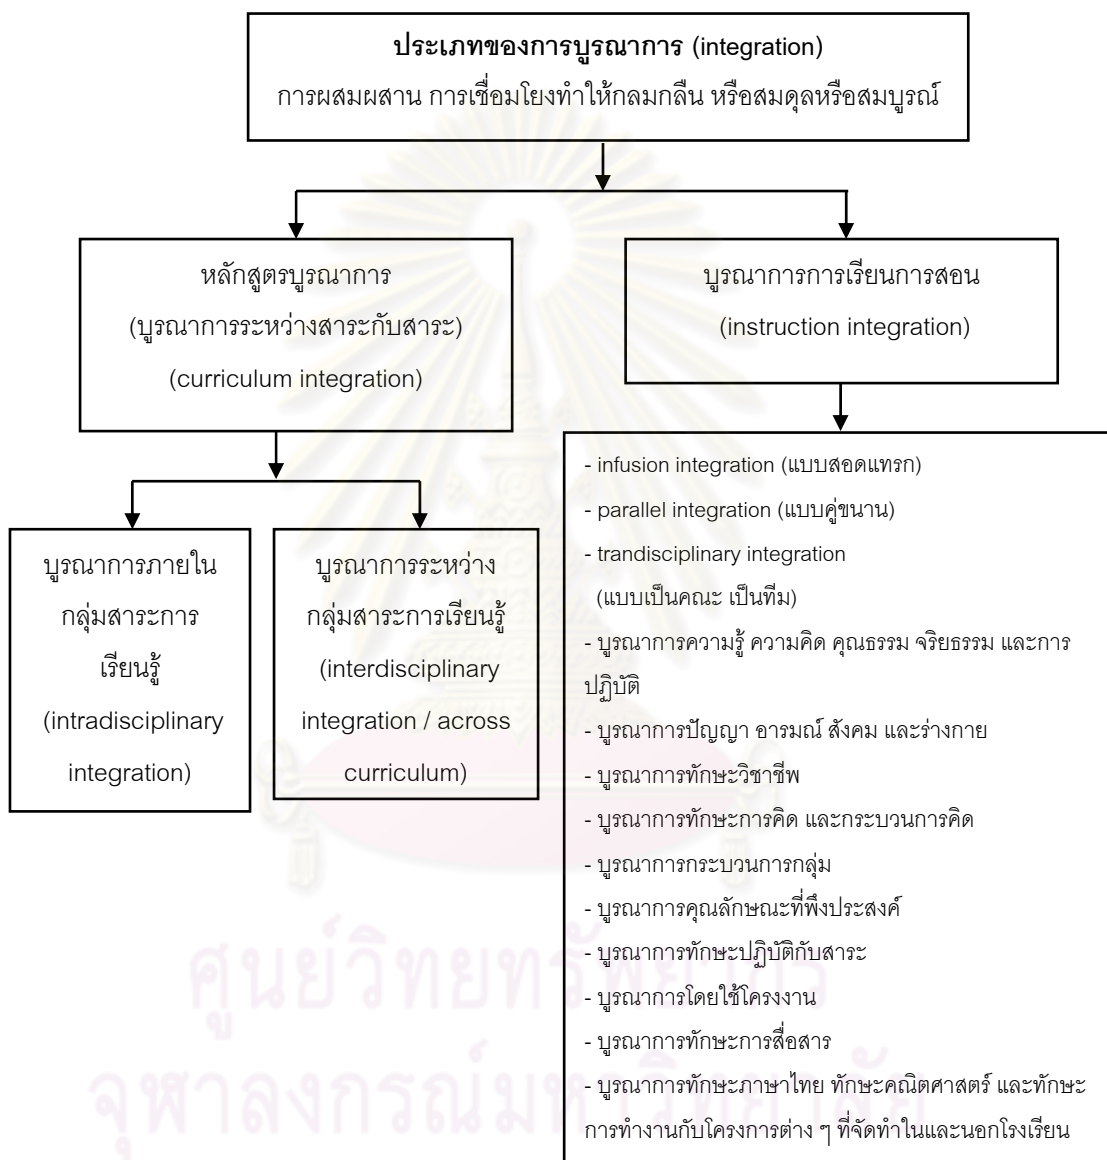 ประเภทของการบูรณาการ (integration)
การผสมผสาน การเชื่อมโยงทำให้กลมกลืน หรือสมดุลหรือสมบูรณ์
หลักสูตรบูรณาการ
(บูรณาการระหว่างสาระกับสาระ)
(curriculum integration)
บูรณาการการเรียนการสอน
(instruction integration)
บูรณาการภายใน
กลุ่มสาระการ
เรียนรู้
(intradisciplinary
integration)
บูรณาการระหว่าง
กลุ่มสาระการเรียนรู้
(interdisciplinary
integration / across
curriculum)
- infusion integration (แบบสอดแทรก)
- parallel integration (แบบคู่ขนาน)
- trandisciplinary integration
(แบบเป็นคณะ เป็นทีม)
- บูรณาการความรู้ ความคิด คุณธรรม จริยธรรม และการ
ปฏิบัติ
- บูรณาการปัญญา อารมณ์ สังคม และร่างกาย
- บูรณาการทักษะวิชาชีพ
- บูรณาการทักษะการคิด และกระบวนการคิด
- บูรณาการกระบวนการกลุ่ม
- บูรณาการคุณลักษณะที่พึงประสงค์
- บูรณาการทักษะปฏิบัติกับสาระ
- บูรณาการโดยใช้โครงงาน
- บูรณาการทักษะการสื่อสาร
- บูรณาการทักษะภาษาไทย ทักษะคณิตศาสตร์ และทักษะ
การทำงานกับโครงการต่าง ๆ ที่จัดทำในและนอกโรงเรียน
ศูนย์วิทยทรัพยากร
จุฬาลงกรณ์มหาวิทยาลัย